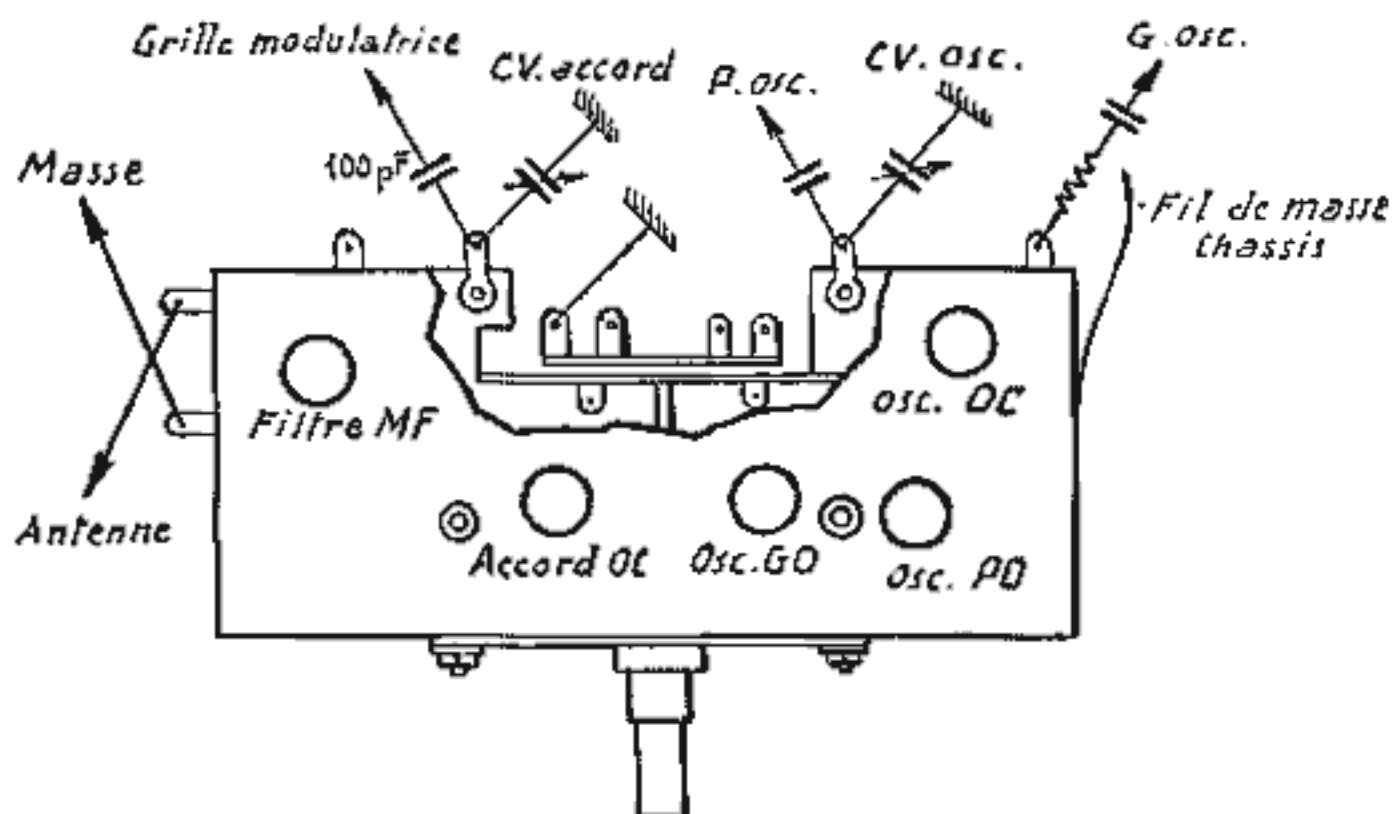 Grille modulatrice
CV. accord
P. osc.
CV. osc.
G. osc.
Masse
100 pF
Fil de masse
chassis
Filtre MF
osc. OC
Antenne
Accord OC
Osc. GO
osc. PO